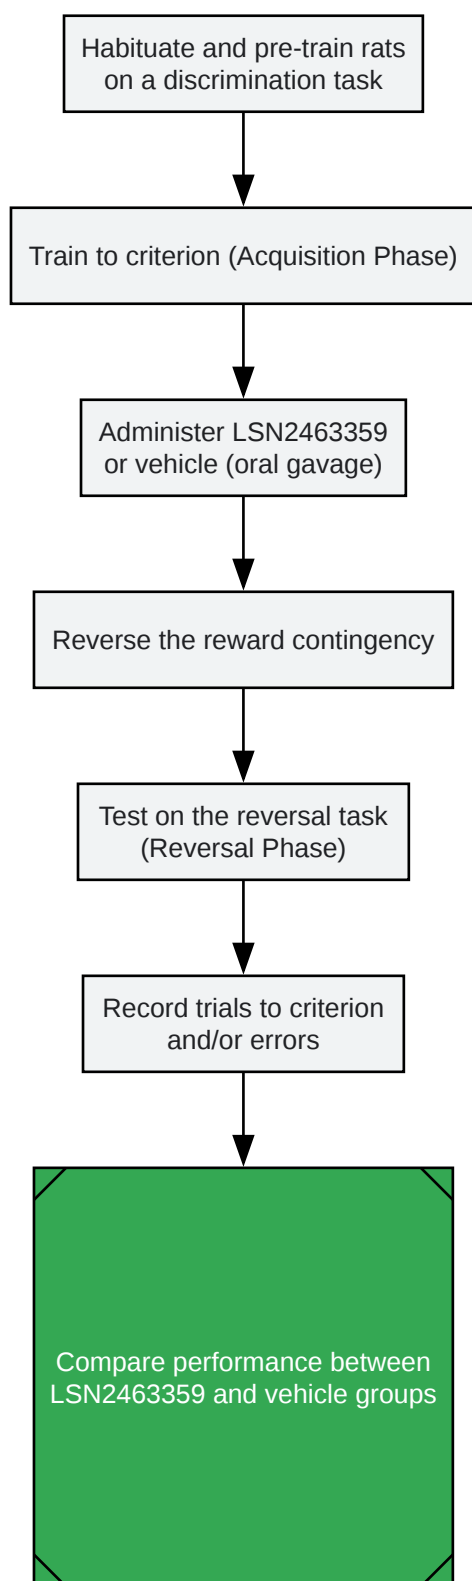 Habituate and pre-train rats
on a discrimination task
Train to criterion (Acquisition Phase)
Administer LSN2463359
or vehicle (oral gavage)
Reverse the reward contingency
Test on the reversal task
(Reversal Phase)
Record trials to criterion
and/or errors
Compare performance between
LSN2463359 and vehicle groups